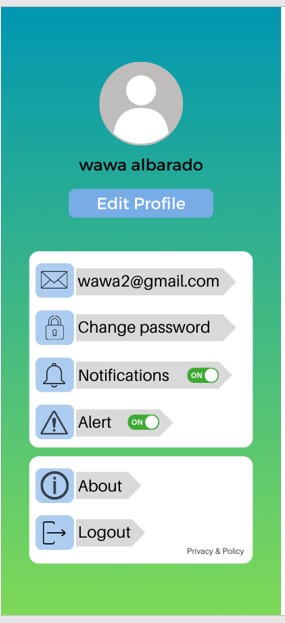 wawa albarado
Edit Profile
wawa2@gmail.com
Change password
Notifications ON
Alert ON
About
Logout
Privacy & Policy